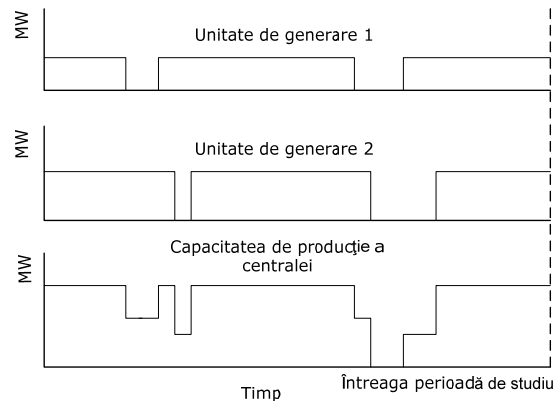 MW
Unitate de generare 1
MW
Unitate de generare 2
MW
Capacitatea de producţie a
centralei
Întreaga perioadă de studiu
Timp